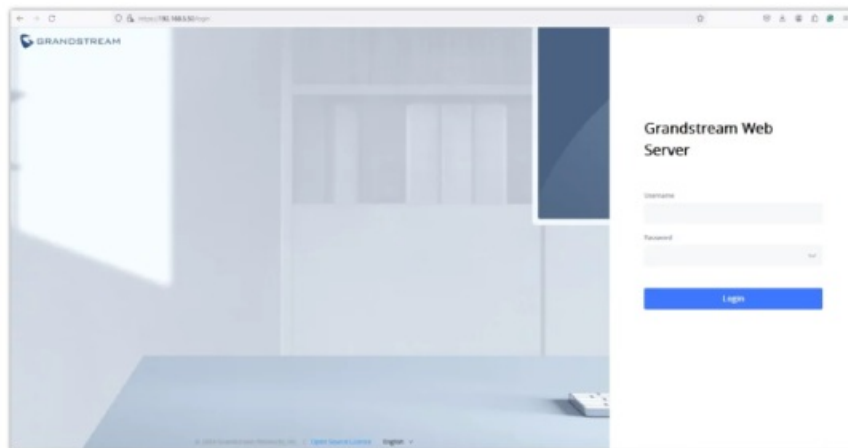 GRANDSTREAM
Grandstream Web
Server
Username
Password
Login
Open Source License
English